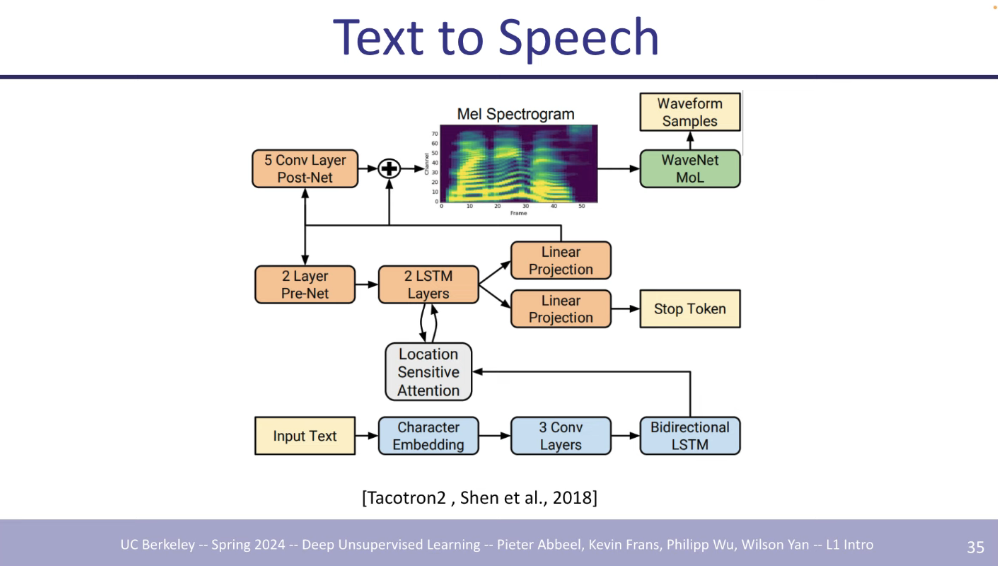 Text to Speech
Mel Spectrogram
Waveform
Samples
5 Conv Layer
Post-Net
WaveNet
MoL
70
60
50
40
30
20
10
0
Channel
0 10 20 30 40 50
Frame
2 Layer
Pre-Net
2 LSTM
Layers
Linear
Projection
Linear
Projection
Stop Token
Location
Sensitive
Attention
Input Text
Character
Embedding
3 Conv
Layers
Bidirectional
LSTM
[Tacotron2 , Shen et al., 2018]
UC Berkeley -- Spring 2024 -- Deep Unsupervised Learning -- Pieter Abbeel, Kevin Frans, Philipp Wu, Wilson Yan -- L1 Intro
35